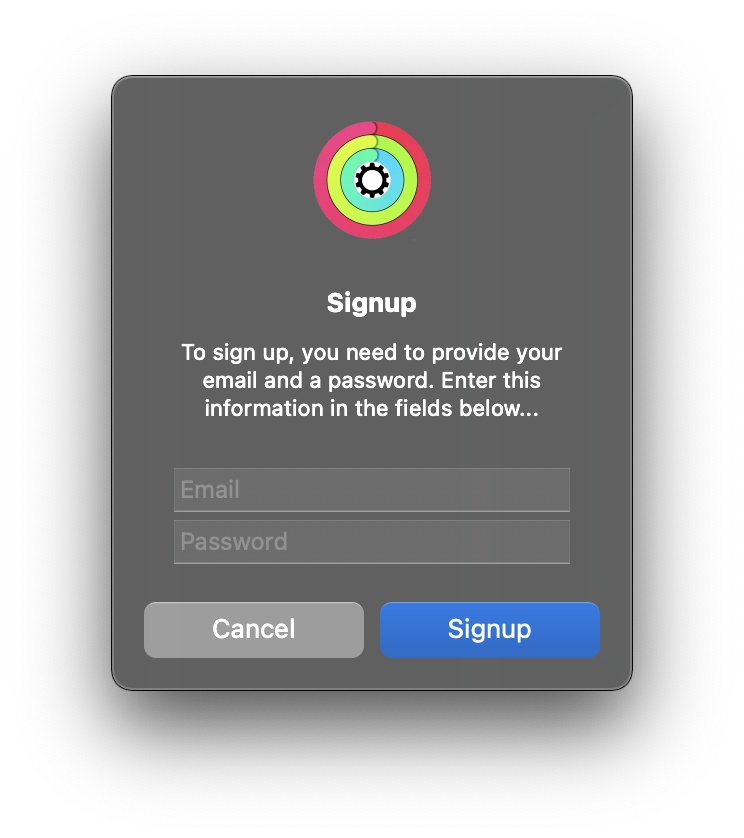 Signup
To sign up, you need to provide your
email and a password. Enter this
information in the fields below...
Email
Password
Cancel
Signup